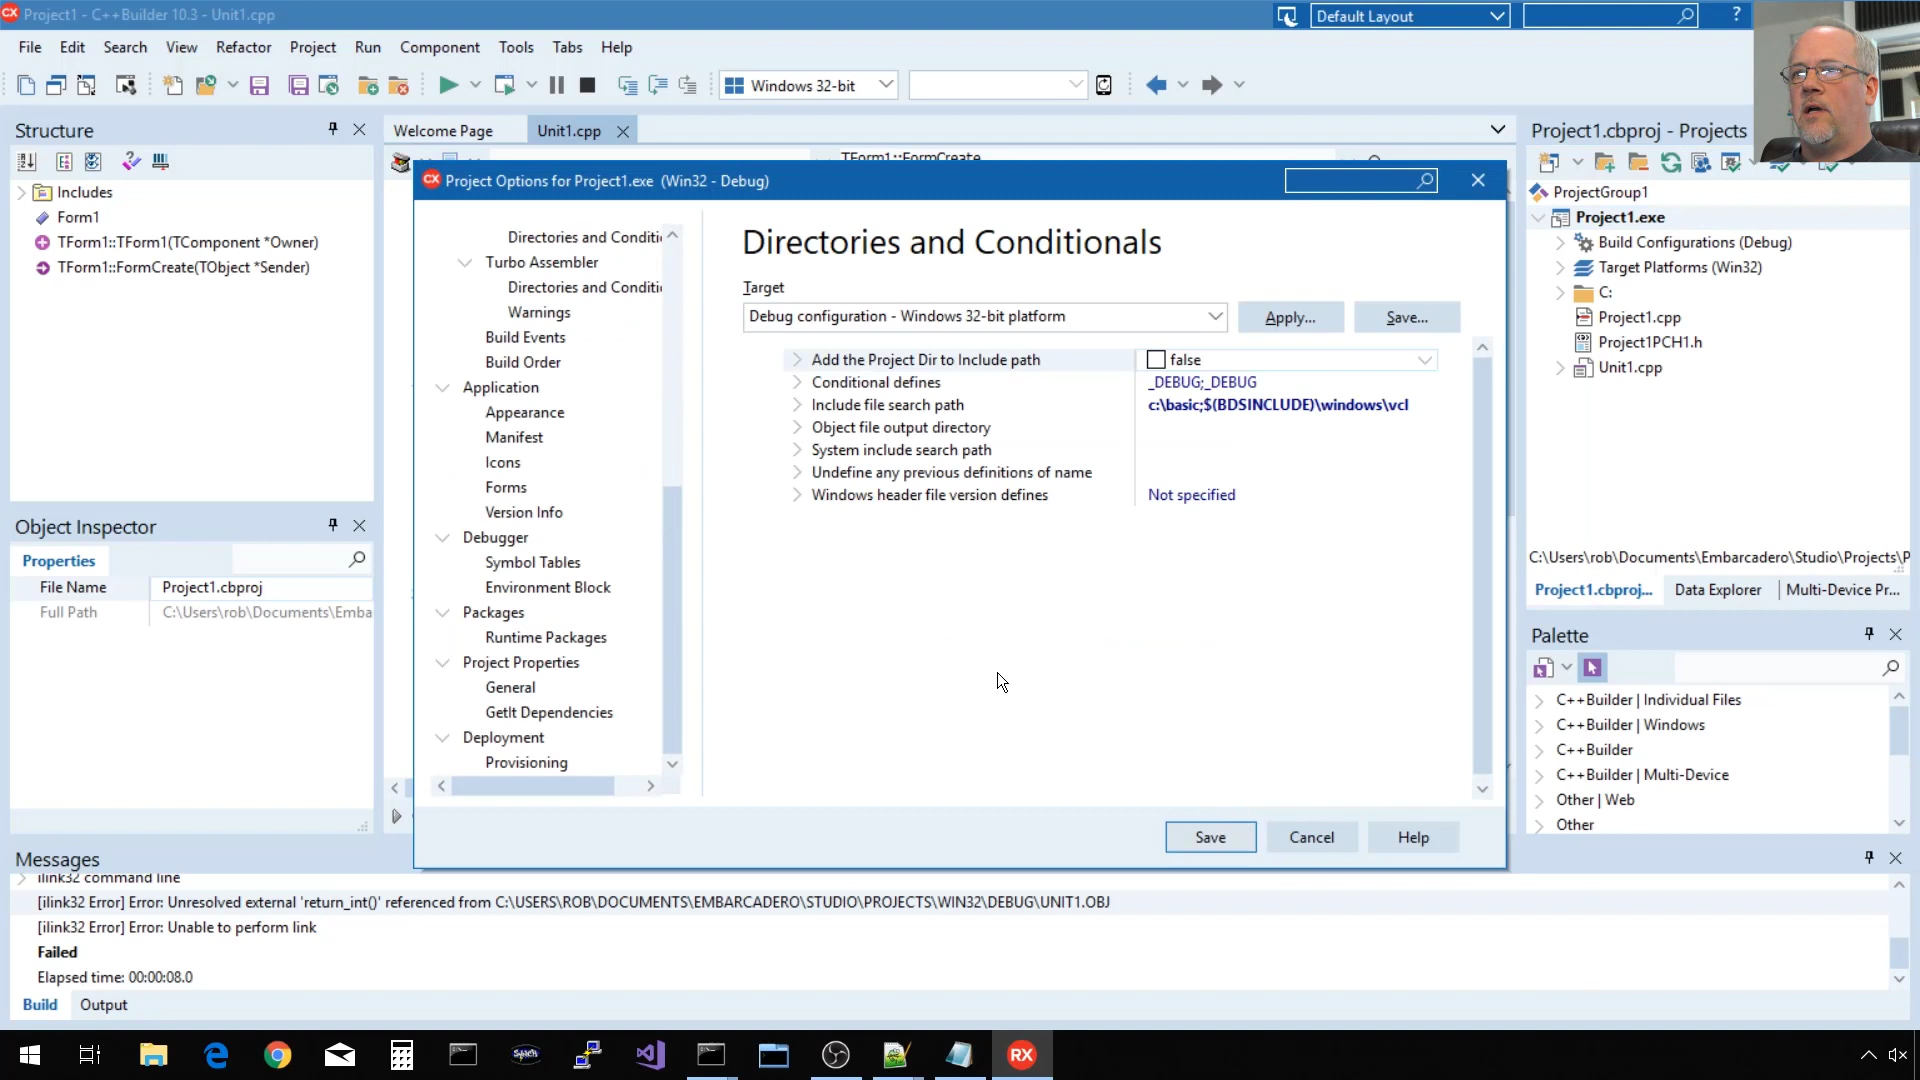 Project1 - C++Builder 10.3 - Unit1.cpp
Default Layout
?
File Edit Search View Refactor Project Run Component Tools Tabs Help
Windows 32-bit
Structure
Includes
Form1
TForm1::TForm1(TComponent *Owner)
TForm1::FormCreate(TObject *Sender)
Object Inspector
Properties
File Name Project1.cbproj
Full Path C:\Users\rob\Documents\Emba
Welcome Page Unit1.cpp
TForm1::FormCreate
CX Project Options for Project1.exe (Win32 - Debug)
Directories and Conditi
Turbo Assembler
Directories and Conditi
Warnings
Build Events
Build Order
Application
Appearance
Manifest
Icons
Forms
Version Info
Debugger
Symbol Tables
Environment Block
Packages
Runtime Packages
Project Properties
General
GetIt Dependencies
Deployment
Provisioning
Directories and Conditionals
Target
Debug configuration - Windows 32-bit platform Apply... Save...
Add the Project Dir to Include path false
Conditional defines _DEBUG;_DEBUG
Include file search path c:\basic;$(BDSINCLUDE)\windows\vcl
Object file output directory
System include search path
Undefine any previous definitions of name
Windows header file version defines Not specified
Save Cancel Help
Project1.cbproj - Projects
ProjectGroup1
Project1.exe
Build Configurations (Debug)
Target Platforms (Win32)
C:
Project1.cpp
Project1PCH1.h
Unit1.cpp
C:\Users\rob\Documents\Embarcadero\Studio\Projects\P
Project1.cbproj... Data Explorer Multi-Device Pr...
Palette
C++Builder | Individual Files
C++Builder | Windows
C++Builder
C++Builder | Multi-Device
Other | Web
Other
Messages
ilink32 command line
[ilink32 Error] Error: Unresolved external 'return_int()' referenced from C:\USERS\ROB\DOCUMENTS\EMBARCADERO\STUDIO\PROJECTS\WIN32\DEBUG\UNIT1.OBJ
[ilink32 Error] Error: Unable to perform link
Failed
Elapsed time: 00:00:08.0
Build Output
RX